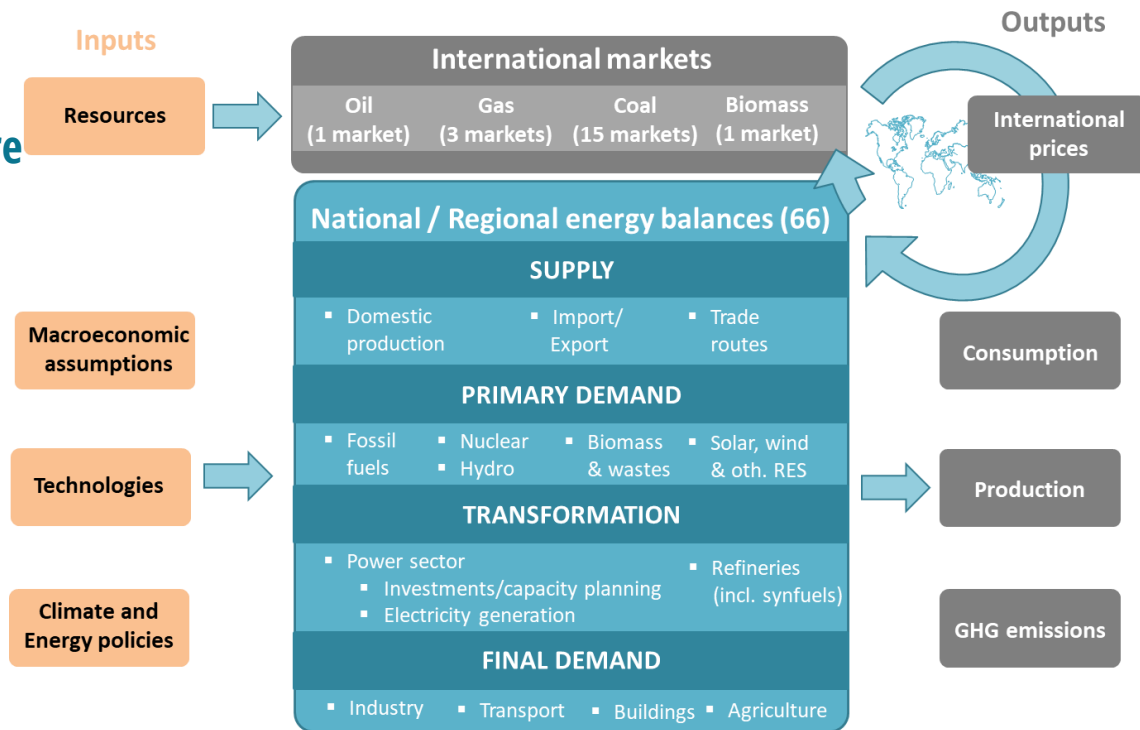 Inputs
Outputs
International markets
Resources
Oil
(1 market)
Gas
(3 markets)
Coal
(15 markets)
Biomass
(1 market)
International
prices
National / Regional energy balances (66)
SUPPLY
▪ Domestic
production
▪ Import/
Export
▪ Trade
routes
Macroeconomic
assumptions
Consumption
PRIMARY DEMAND
▪ Fossil
fuels
▪ Nuclear
▪ Hydro
▪ Biomass
& wastes
▪ Solar, wind
& oth. RES
Technologies
Production
TRANSFORMATION
▪ Power sector
▪ Investments/capacity planning
▪ Electricity generation
▪ Refineries
(incl. synfuels)
Climate and
Energy policies
GHG emissions
FINAL DEMAND
▪ Industry
▪ Transport
▪ Buildings
▪ Agriculture